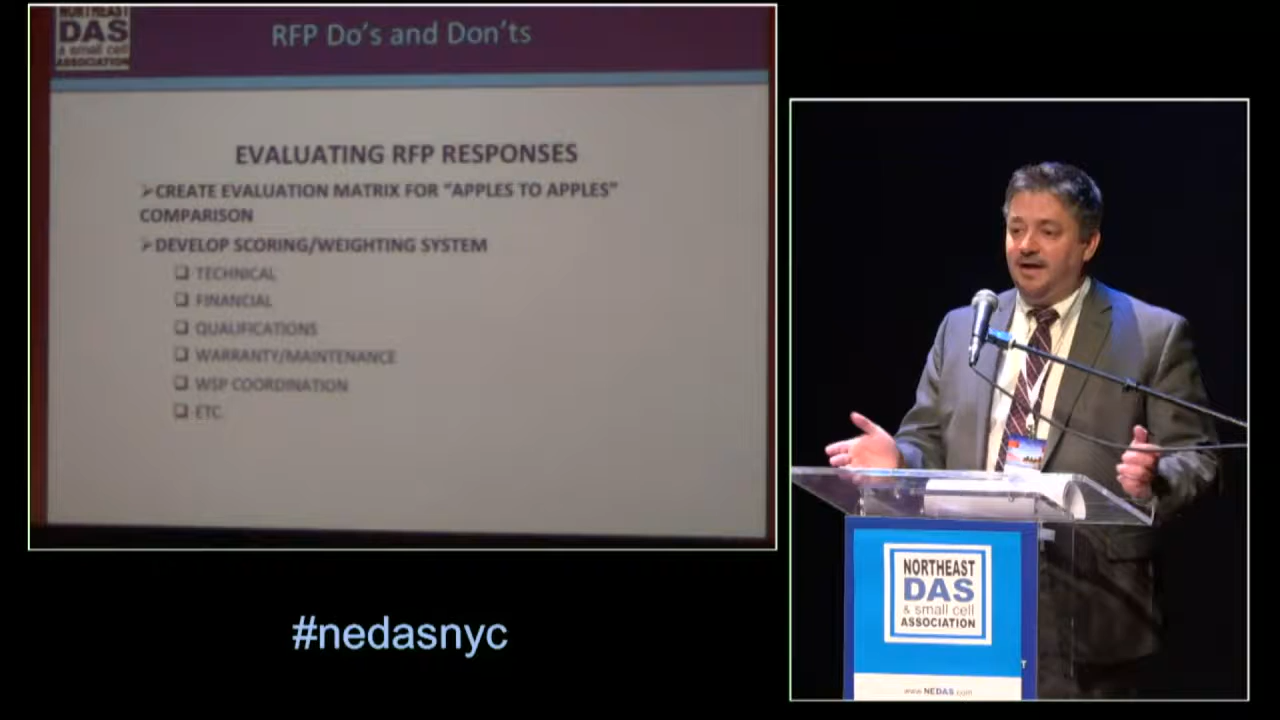 NORTHEAST
DAS
& small cell
ASSOCIATION
RFP Do's and Don'ts
EVALUATING RFP RESPONSES
➢CREATE EVALUATION MATRIX FOR "APPLES TO APPLES"
COMPARISON
➢DEVELOP SCORING/WEIGHTING SYSTEM
❑ TECHNICAL
❑ FINANCIAL
❑ QUALIFICATIONS
❑ WARRANTY/MAINTENANCE
❑ WSP COORDINATION
❑ ETC.
#nedasnyc
NORTHEAST
DAS
& small cell
ASSOCIATION
www.NEDAS.com